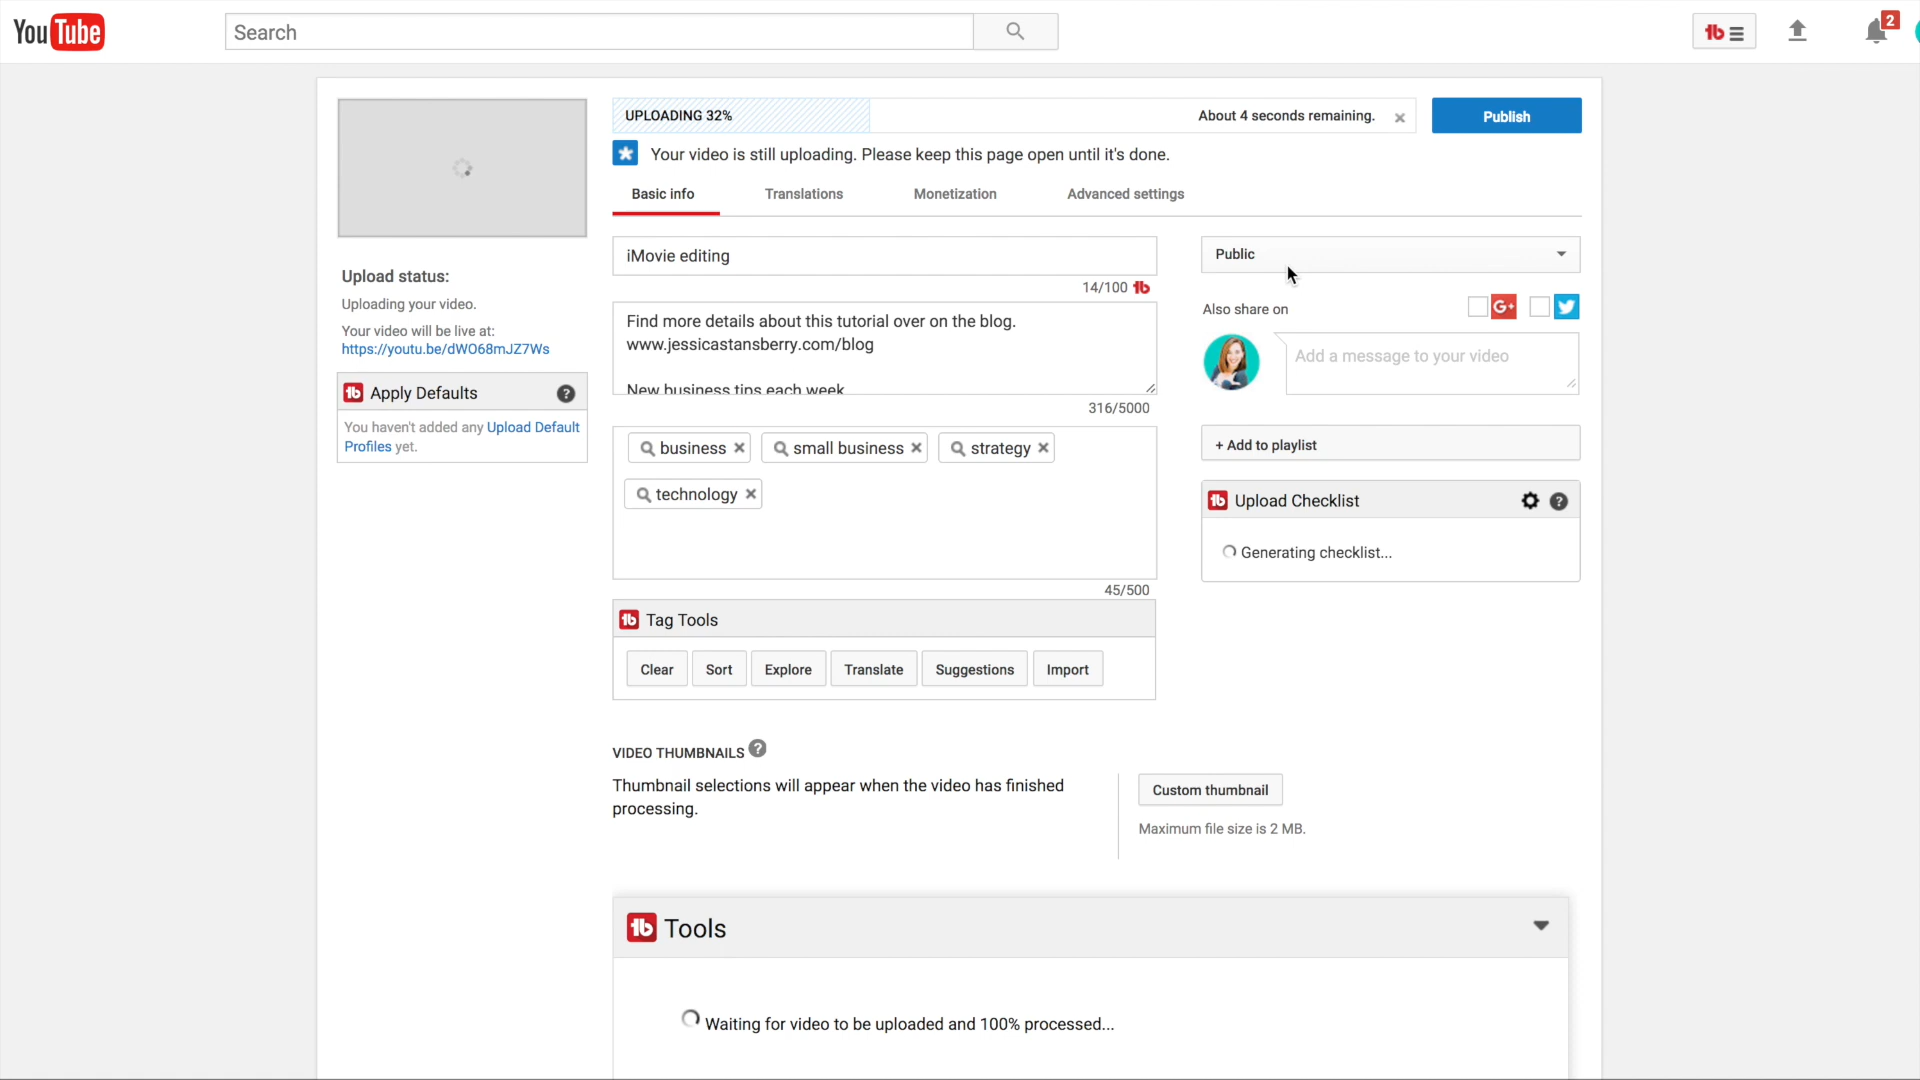 YouTube
Search
2
UPLOADING 32%
About 4 seconds remaining.
Publish
Your video is still uploading. Please keep this page open until it's done.
Basic info
Translations
Monetization
Advanced settings
iMovie editing
14/100
Public
Upload status:
Uploading your video.
Your video will be live at:
https://youtu.be/dWO68mJZ7Ws
Also share on
G+
Find more details about this tutorial over on the blog.
www.jessicastansberry.com/blog
New business tips each week
316/5000
Add a message to your video
Apply Defaults
You haven't added any Upload Default
Profiles yet.
business
small business
strategy
technology
45/500
+ Add to playlist
Upload Checklist
Generating checklist...
Tag Tools
Clear
Sort
Explore
Translate
Suggestions
Import
VIDEO THUMBNAILS
Thumbnail selections will appear when the video has finished
processing.
Custom thumbnail
Maximum file size is 2 MB.
Tools
Waiting for video to be uploaded and 100% processed...